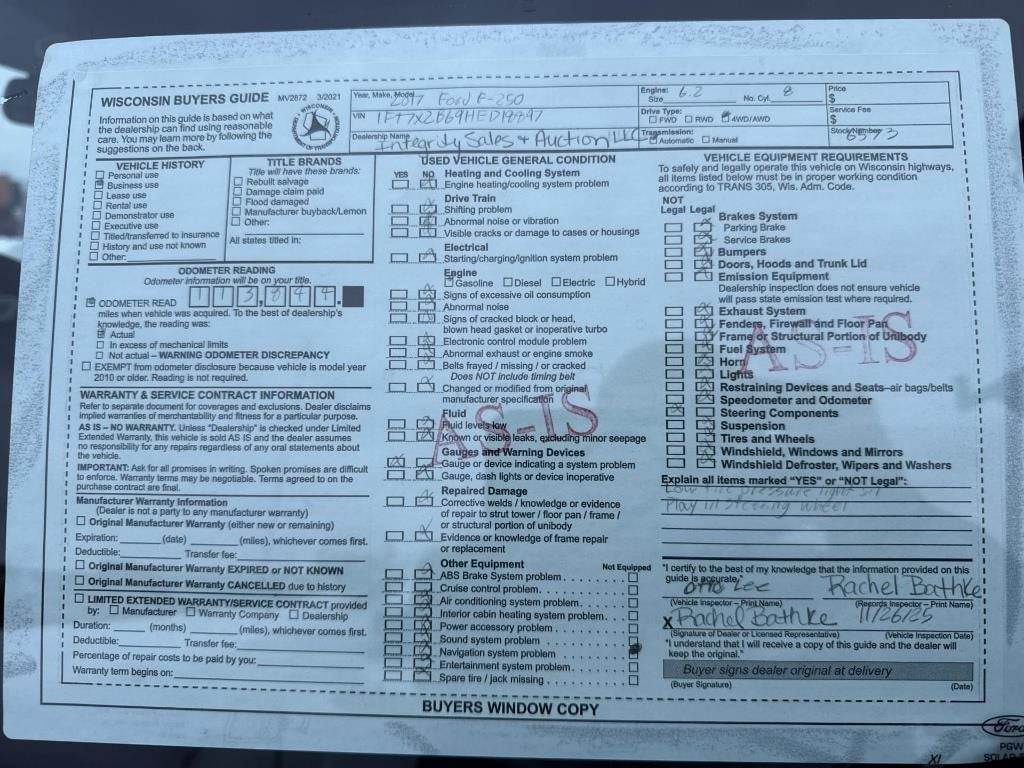 WISCONSIN BUYERS GUIDE MV2872 3/2021
Information on this guide is based on what
the dealership can find using reasonable
care. You may learn more by following the
suggestions on the back.
Year, Make, Model 2017 Ford F-250
VIN
Dealership Name Integrity Sales & Auction LLC
Engine: Size 6.2 No. Cyl. 8
Drive Type:
FWD RWD 4WD/AWD
Transmission:
Automatic Manual
Price
$
Service Fee
$
Stock Number
VEHICLE HISTORY
Personal use
Business use
Lease use
Rental use
Demonstrator use
Executive use
Titled/transferred to insurance
History and use not known
Other:
TITLE BRANDS
Title will have these brands:
Rebuilt salvage
Damage claim paid
Flood damaged
Manufacturer buyback/Lemon
Other:
All states titled in:
ODOMETER READING
Odometer information will be on your title.
ODOMETER READ 113,844.
miles when vehicle was acquired. To the best of dealership's
knowledge, the reading was:
Actual
In excess of mechanical limits
Not actual – WARNING ODOMETER DISCREPANCY
EXEMPT from odometer disclosure because vehicle is model year
2010 or older. Reading is not required.
WARRANTY & SERVICE CONTRACT INFORMATION
Refer to separate document for coverages and exclusions. Dealer disclaims
implied warranties of merchantability and fitness for a particular purpose.
AS IS – NO WARRANTY. Unless "Dealership" is checked under Limited
Extended Warranty, this vehicle is sold AS IS and the dealer assumes
no responsibility for any repairs regardless of any oral statements about
the vehicle.
IMPORTANT: Ask for all promises in writing. Spoken promises are difficult
to enforce. Warranty terms may be negotiable. Terms agreed to on the
purchase contract are final.
Manufacturer Warranty Information
(Dealer is not a party to any manufacturer warranty)
Original Manufacturer Warranty (either new or remaining)
Expiration: (date) (miles), whichever comes first.
Deductible: Transfer fee:
Original Manufacturer Warranty EXPIRED or NOT KNOWN
Original Manufacturer Warranty CANCELLED due to history
LIMITED EXTENDED WARRANTY/SERVICE CONTRACT provided
by: Manufacturer Warranty Company Dealership
Duration: (months) (miles), whichever comes first.
Deductible: Transfer fee:
Percentage of repair costs to be paid by you:
Warranty term begins on:
USED VEHICLE GENERAL CONDITION
YES NO
Heating and Cooling System
Engine heating/cooling system problem
Drive Train
Shifting problem
Abnormal noise or vibration
Visible cracks or damage to cases or housings
Electrical
Starting/charging/ignition system problem
Engine
Gasoline Diesel Electric Hybrid
Signs of excessive oil consumption
Abnormal noise
Signs of cracked block or head,
blown head gasket or inoperative turbo
Electronic control module problem
Abnormal exhaust or engine smoke
Belts frayed / missing / or cracked
Does NOT include timing belt
Changed or modified from original
manufacturer specification
Fluid
Fluid levels low
Known or visible leaks, excluding minor seepage
Gauges and Warning Devices
Gauge or device indicating a system problem
Gauge, dash lights or device inoperative
Repaired Damage
Corrective welds / knowledge or evidence
of repair to strut tower / floor pan / frame /
or structural portion of unibody
Evidence or knowledge of frame repair
or replacement
Other Equipment Not Equipped
ABS Brake System problem
Cruise control problem
Air conditioning system problem
Interior cabin heating system problem
Power accessory problem
Sound system problem
Navigation system problem
Entertainment system problem
Spare tire / jack missing
AS-IS
VEHICLE EQUIPMENT REQUIREMENTS
To safely and legally operate this vehicle on Wisconsin highways,
all items listed below must be in proper working condition
according to TRANS 305, Wis. Adm. Code.
NOT
Legal Legal
Brakes System
Parking Brake
Service Brakes
Bumpers
Doors, Hoods and Trunk Lid
Emission Equipment
Dealership inspection does not ensure vehicle
will pass state emission test where required.
Exhaust System
Fenders, Firewall and Floor Pan
Frame or Structural Portion of Unibody
Fuel System
Horn
Lights
Restraining Devices and Seats–air bags/belts
Speedometer and Odometer
Steering Components
Suspension
Tires and Wheels
Windshield, Windows and Mirrors
Windshield Defroster, Wipers and Washers
AS-IS
Explain all items marked "YES" or "NOT Legal":
Low tire pressure light on
Play in steering wheel
"I certify to the best of my knowledge that the information provided on this
guide is accurate."
Otto Lee Rachel Bathke
(Vehicle Inspector – Print Name) (Records Inspector – Print Name)
X Rachel Bathke 11/26/25
(Signature of Dealer or Licensed Representative) (Vehicle Inspection Date)
"I understand that I will receive a copy of this guide and the dealer will
keep the original."
Buyer signs dealer original at delivery
(Buyer Signature) (Date)
BUYERS WINDOW COPY
Ford
PGW